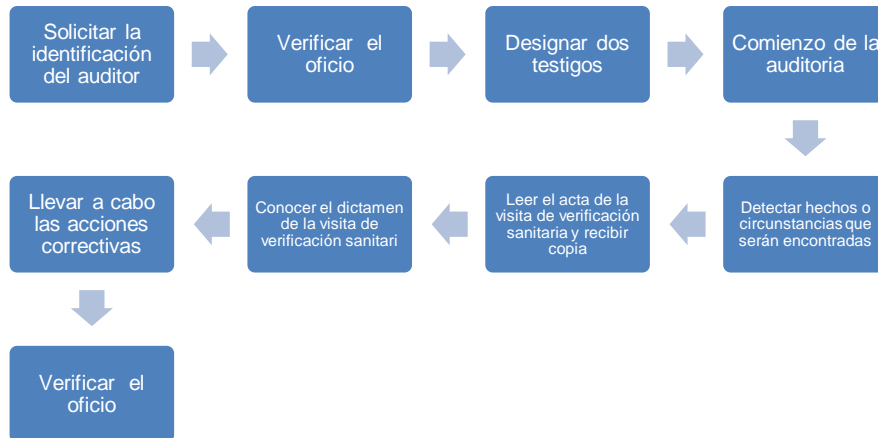 Solicitar la
identificación
del auditor
Verificar el
oficio
Designar dos
testigos
Comienzo de la
auditoria
Detectar hechos o
circunstancias que
serán encontradas
Leer el acta de la
visita de verificación
sanitaria y recibir
copia
Conocer el dictamen
de la visita de
verificación sanitari
Llevar a cabo
las acciones
correctivas
Verificar el
oficio